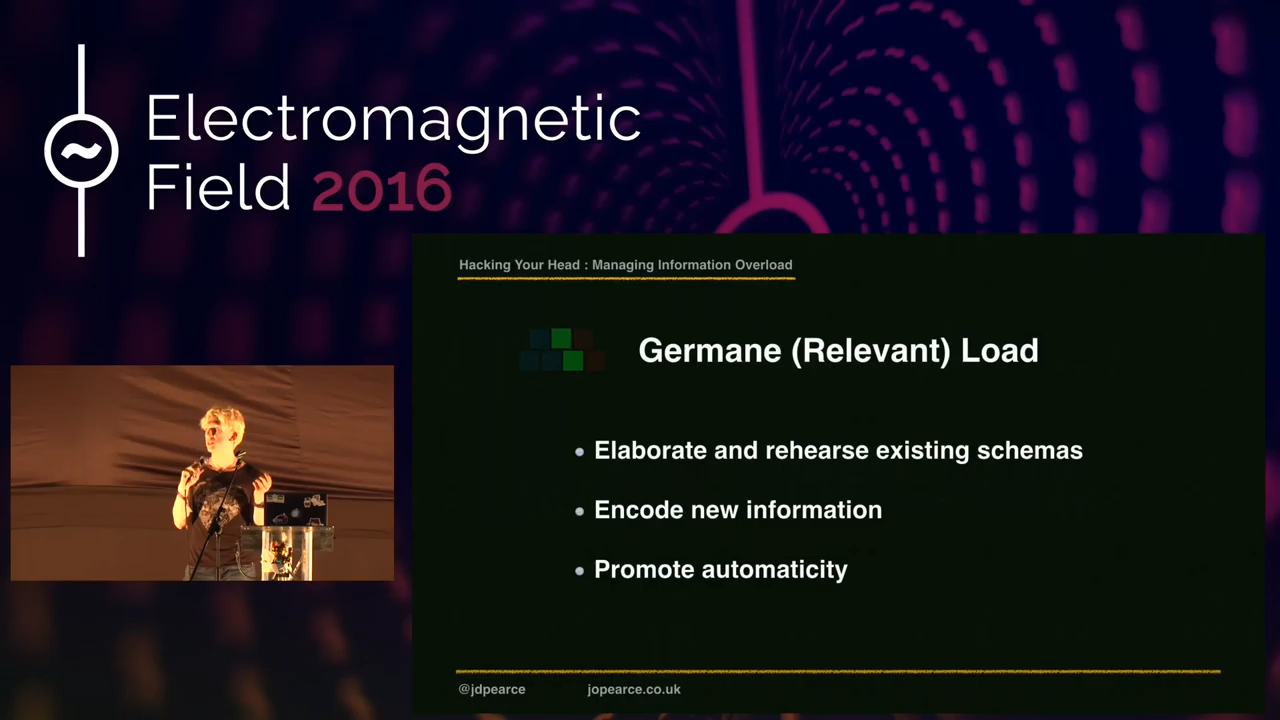 Electromagnetic
Field 2016
Hacking Your Head : Managing Information Overload
Germane (Relevant) Load
• Elaborate and rehearse existing schemas
• Encode new information
• Promote automaticity
@jdpearce
jopearce.co.uk